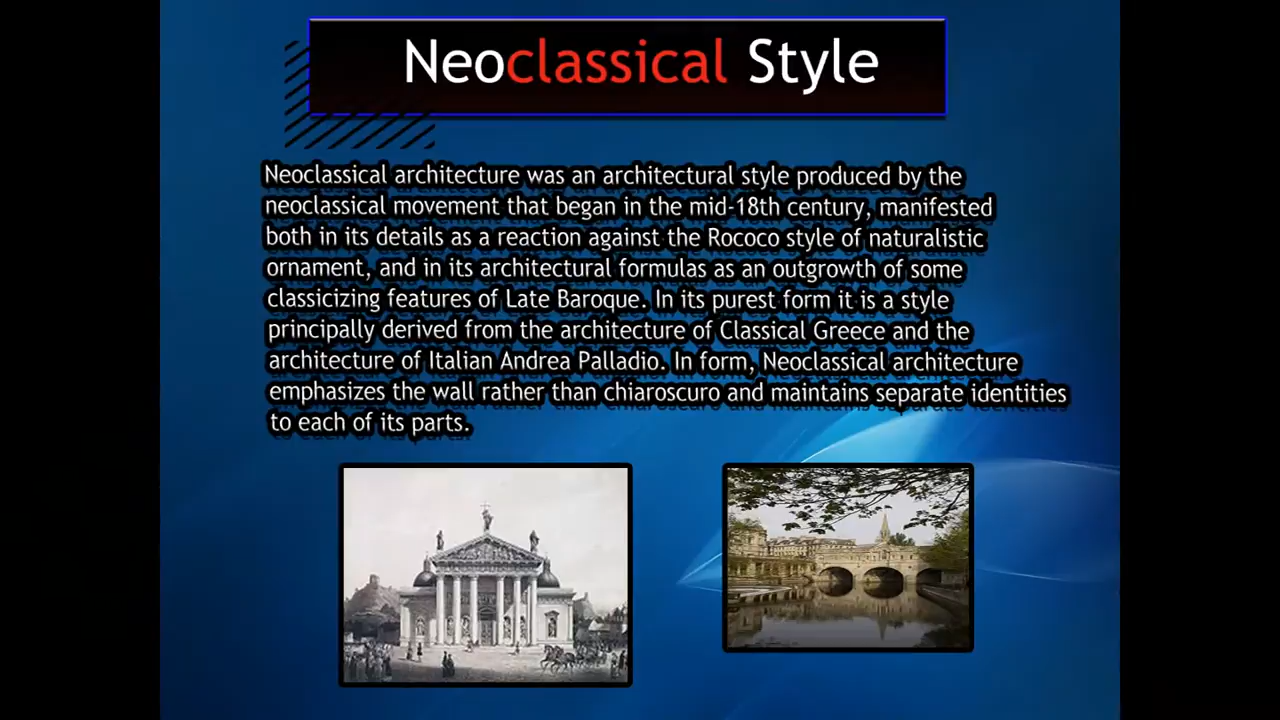 Neoclassical Style
Neoclassical architecture was an architectural style produced by the
neoclassical movement that began in the mid-18th century, manifested
both in its details as a reaction against the Rococo style of naturalistic
ornament, and in its architectural formulas as an outgrowth of some
classicizing features of Late Baroque. In its purest form it is a style
principally derived from the architecture of Classical Greece and the
architecture of Italian Andrea Palladio. In form, Neoclassical architecture
emphasizes the wall rather than chiaroscuro and maintains separate identities
to each of its parts.